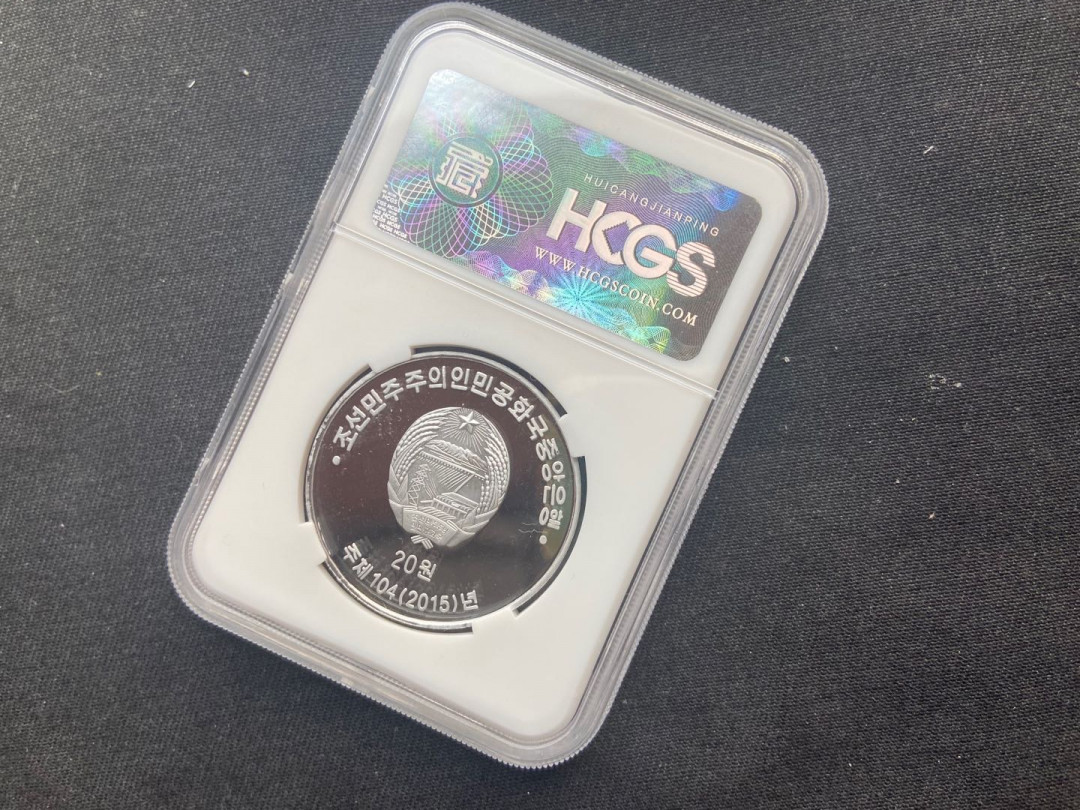 HUICANGJIANPING
HCGS
WWW.HCGSCOIN.COM
조선민주주의인민공화국중앙은행
20원
주체104(2015)년